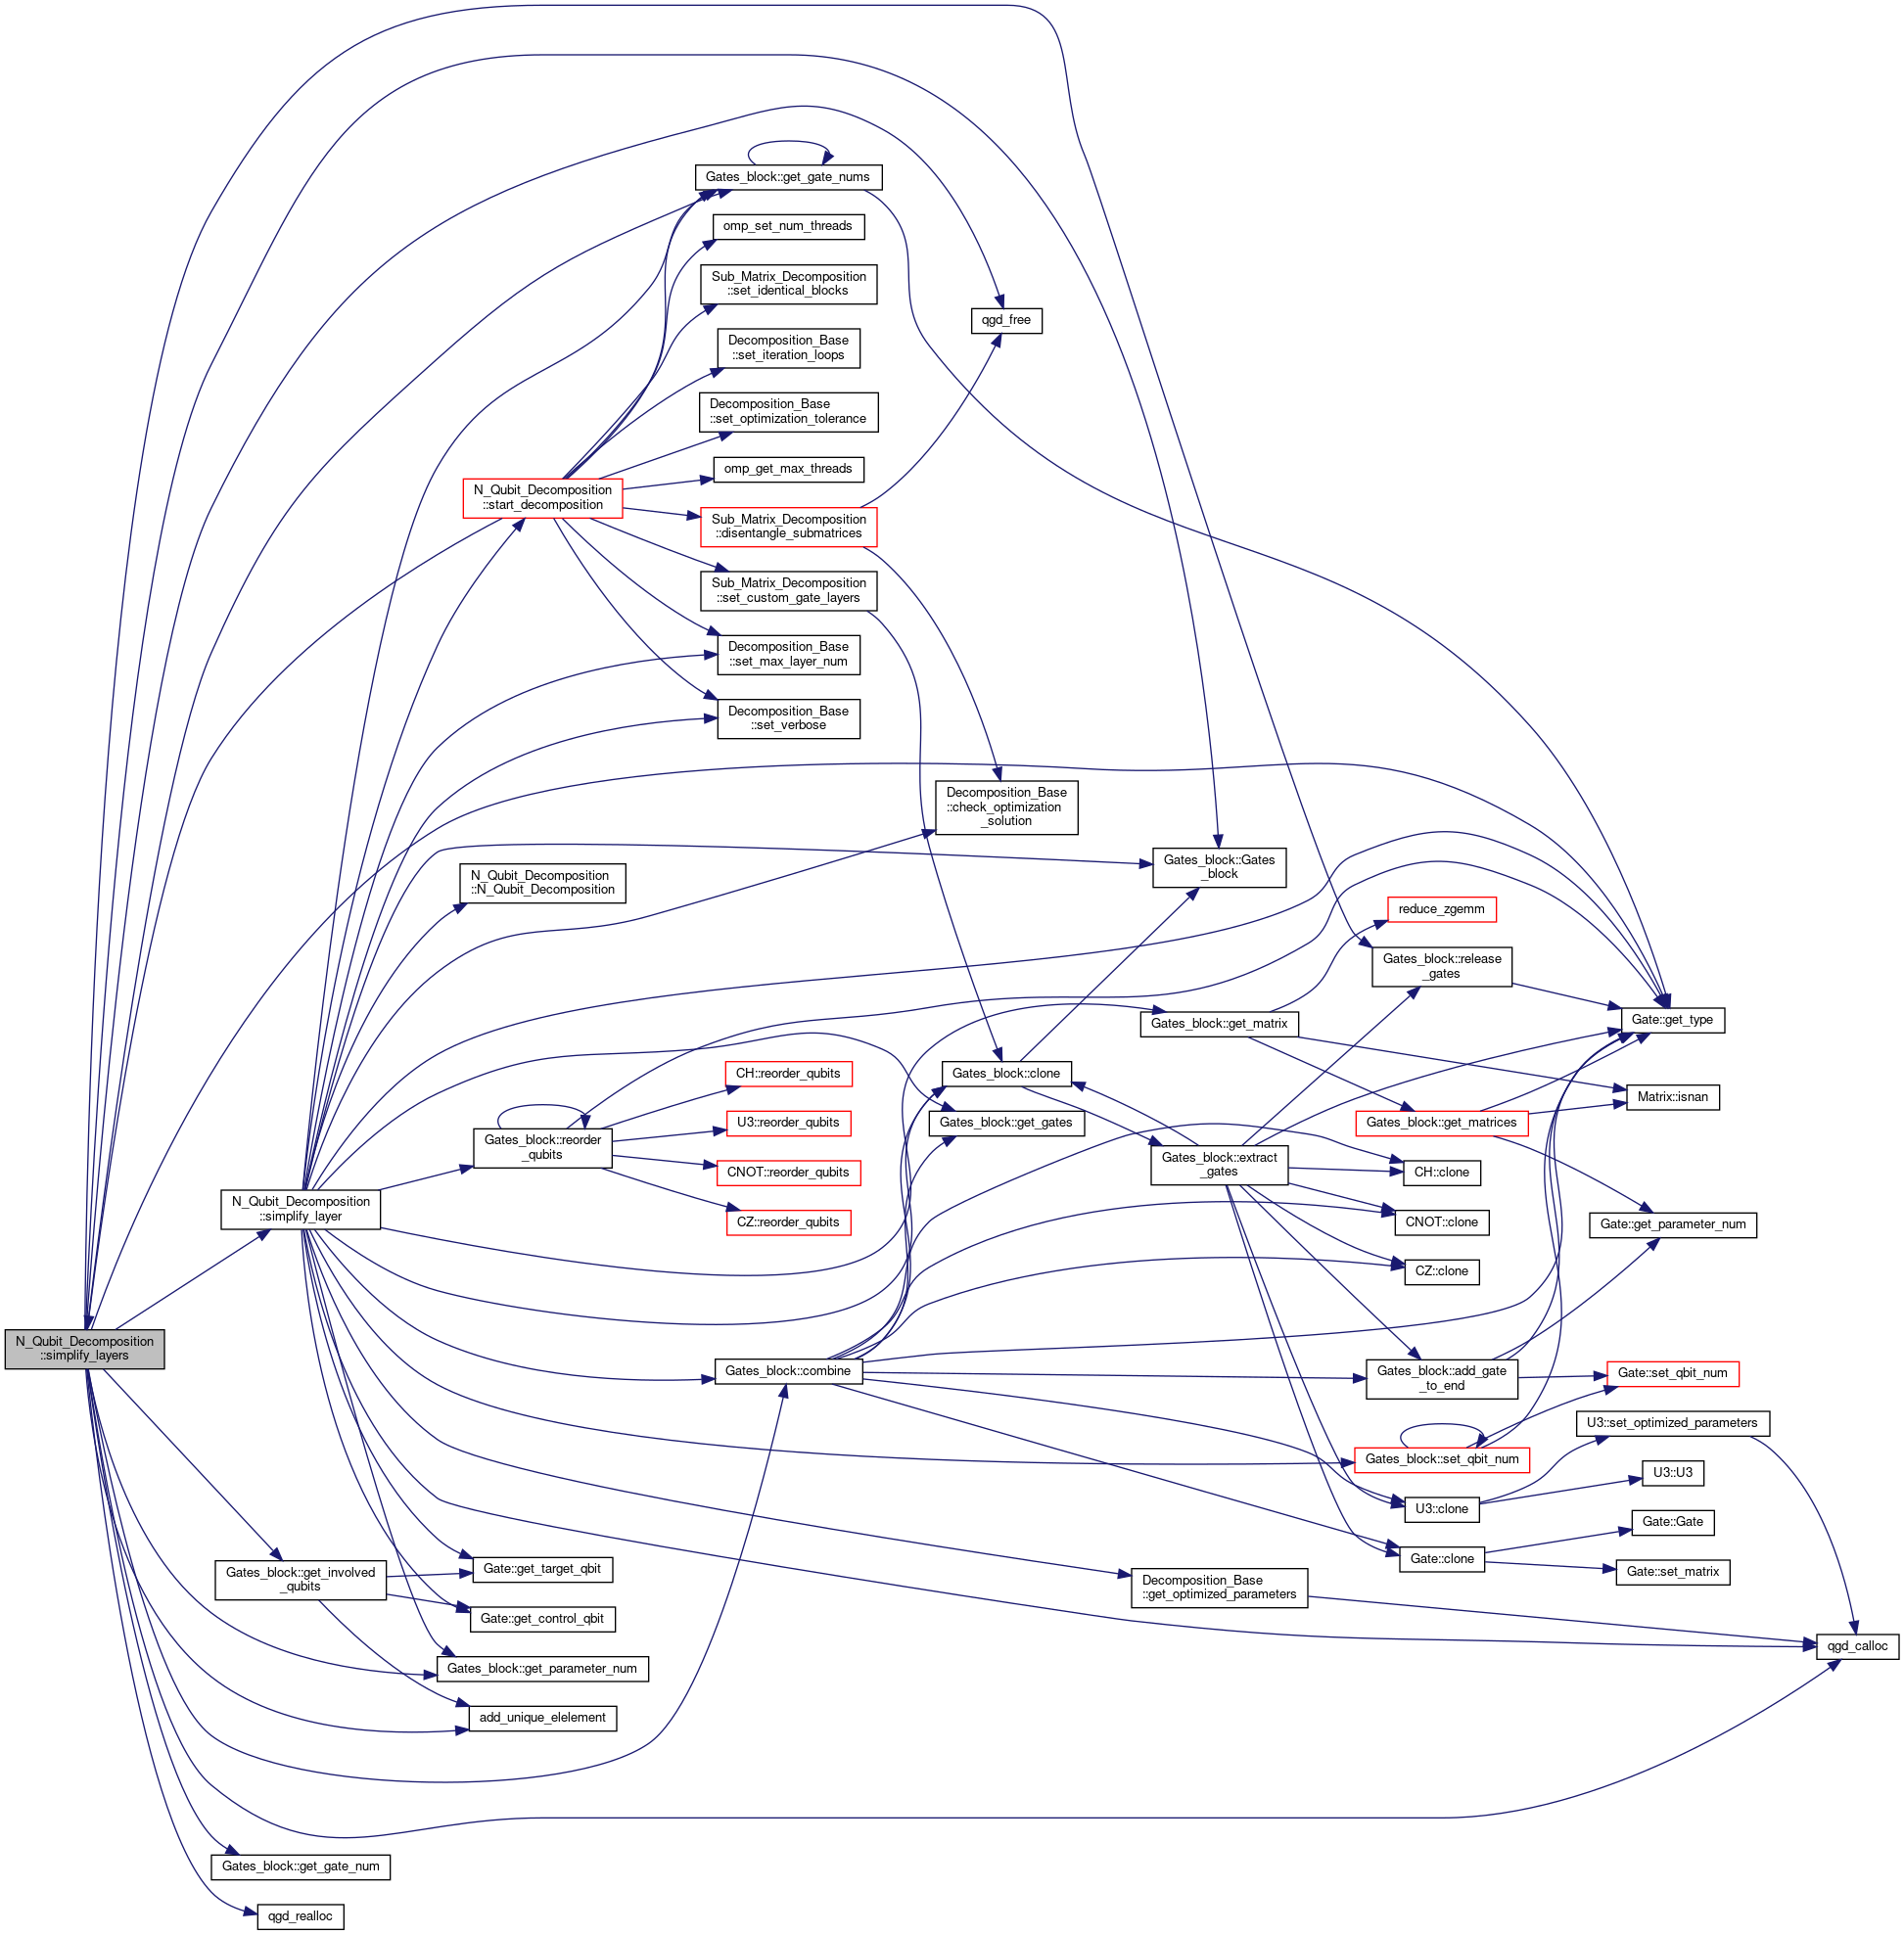 Gates_block::get_gate_nums
omp_set_num_threads
Sub_Matrix_Decomposition
::set_identical_blocks
qgd_free
Decomposition_Base
::set_iteration_loops
Decomposition_Base
::set_optimization_tolerance
omp_get_max_threads
N_Qubit_Decomposition
::start_decomposition
Sub_Matrix_Decomposition
::disentangle_submatrices
Sub_Matrix_Decomposition
::set_custom_gate_layers
Decomposition_Base
::set_max_layer_num
Decomposition_Base
::set_verbose
Decomposition_Base
::check_optimization
_solution
N_Qubit_Decomposition
::N_Qubit_Decomposition
Gates_block::Gates
_block
reduce_zgemm
Gates_block::release
_gates
Gates_block::get_matrix
Gate::get_type
CH::reorder_qubits
Gates_block::clone
Matrix::isnan
U3::reorder_qubits
Gates_block::get_gates
Gates_block::get_matrices
Gates_block::reorder
_qubits
CNOT::reorder_qubits
Gates_block::extract
_gates
CH::clone
N_Qubit_Decomposition
::simplify_layer
CZ::reorder_qubits
CNOT::clone
Gate::get_parameter_num
CZ::clone
N_Qubit_Decomposition
::simplify_layers
Gates_block::combine
Gates_block::add_gate
_to_end
Gate::set_qbit_num
U3::set_optimized_parameters
Gates_block::set_qbit_num
U3::U3
U3::clone
Gate::Gate
Gate::clone
Gate::set_matrix
Gates_block::get_involved
_qubits
Gate::get_target_qbit
Decomposition_Base
::get_optimized_parameters
Gate::get_control_qbit
qgd_calloc
Gates_block::get_parameter_num
add_unique_elelement
Gates_block::get_gate_num
qgd_realloc